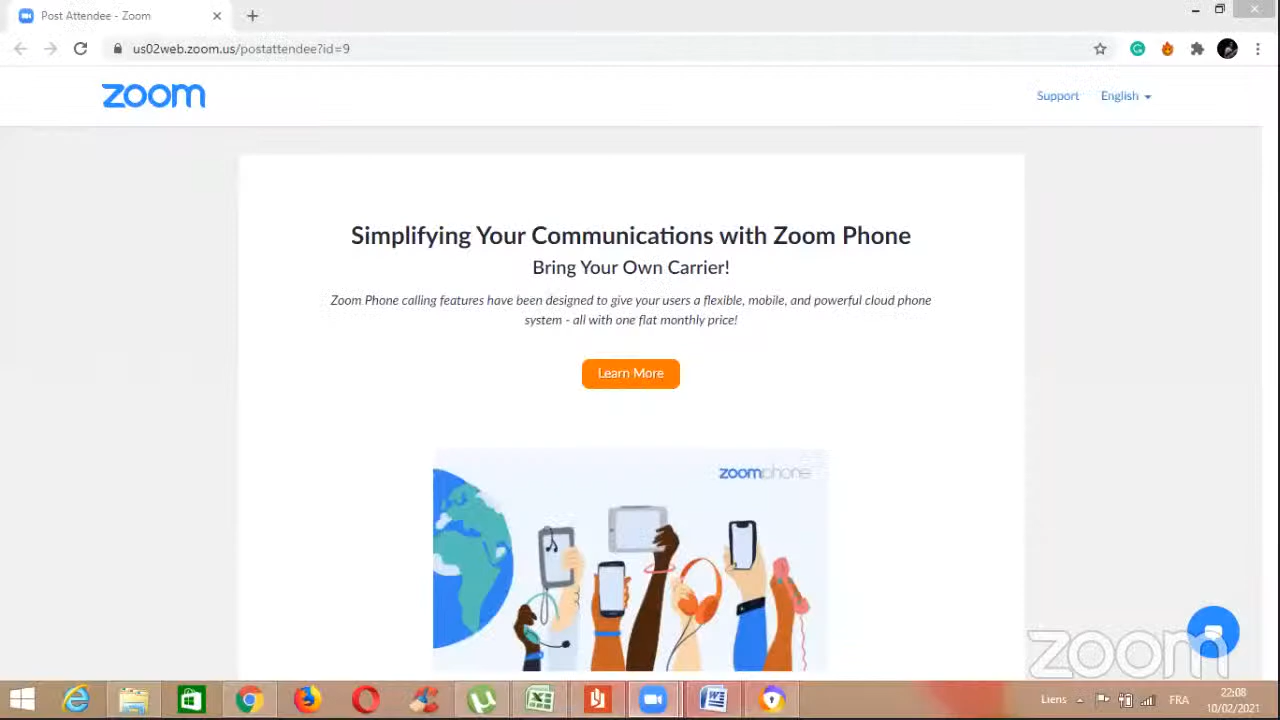 Post Attendee - Zoom
us02web.zoom.us/postattendee?id=9
zoom
Support English
Simplifying Your Communications with Zoom Phone
Bring Your Own Carrier!
Zoom Phone calling features have been designed to give your users a flexible, mobile, and powerful cloud phone
system - all with one flat monthly price!
Learn More
zoomphone
zoom
Liens FRA 22:08
10/02/2021